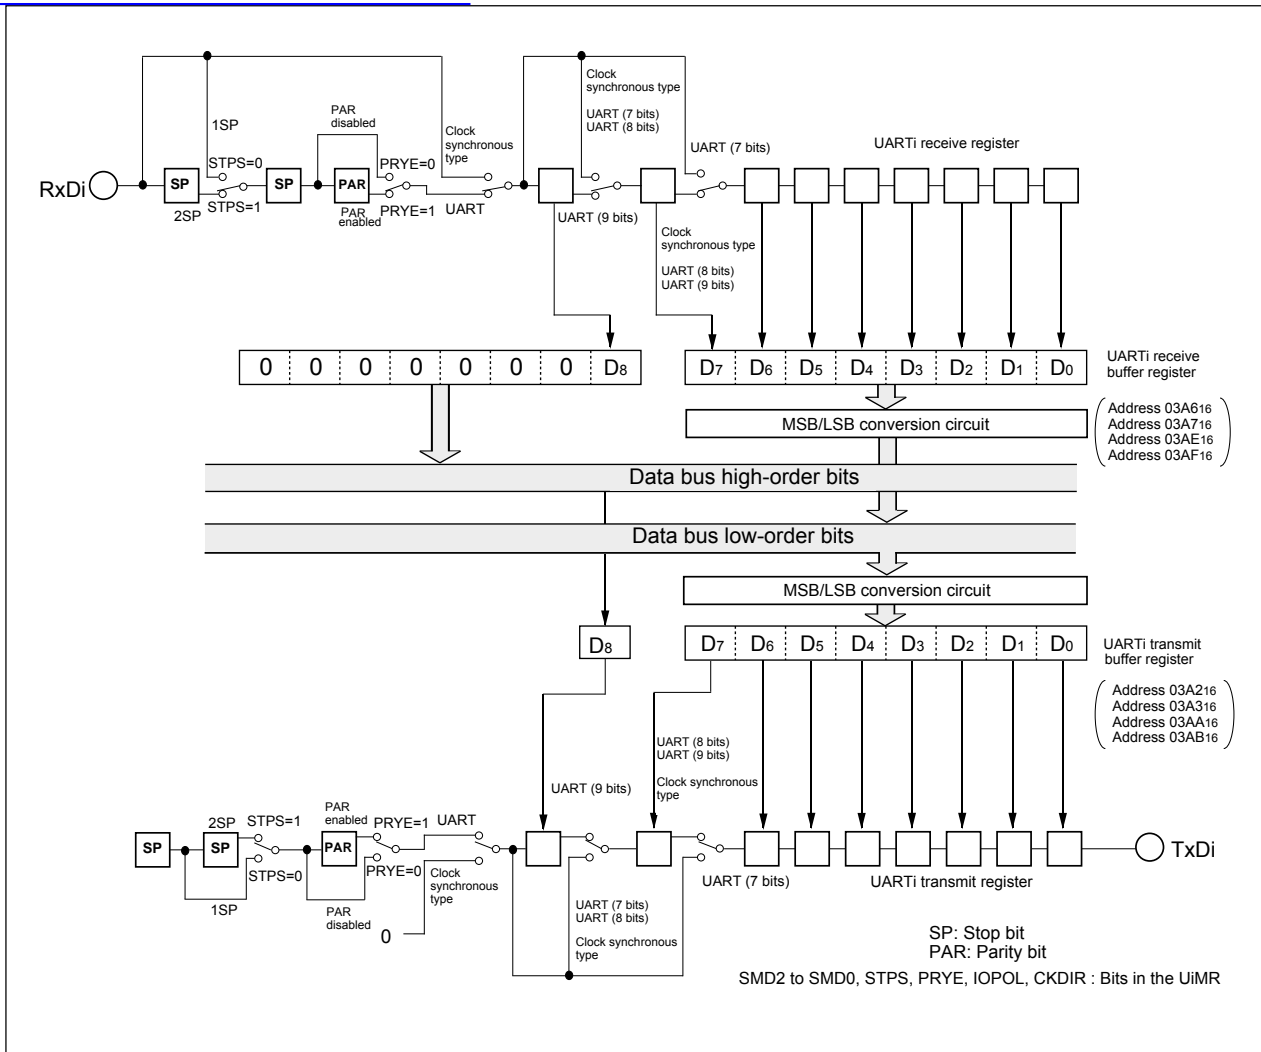 Clock
synchronous type
1SP
PAR
disabled
Clock
synchronous
type
UART (7 bits)
UART (8 bits)
UART (7 bits)
UARTi receive register
RxDi
SP
STPS=0
SP
PAR
PRYE=0
2SP
STPS=1
PAR
enabled
PRYE=1
UART
UART (9 bits)
Clock
synchronous type
UART (8 bits)
UART (9 bits)
0 0 0 0 0 0 0 D8
D7 D6 D5 D4 D3 D2 D1 D0
UARTi receive
buffer register
MSB/LSB conversion circuit
Address 03A616
Address 03A716
Address 03AE16
Address 03AF16
Data bus high-order bits
Data bus low-order bits
MSB/LSB conversion circuit
D8
D7 D6 D5 D4 D3 D2 D1 D0
UARTi transmit
buffer register
Address 03A216
Address 03A316
Address 03AA16
Address 03AB16
UART (8 bits)
UART (9 bits)
Clock synchronous
type
UART (9 bits)
SP
2SP
SP
STPS=1
STPS=0
1SP
PAR
enabled
PAR
PRYE=1
PRYE=0
PAR
disabled
UART
Clock
synchronous
type
0
UART (7 bits)
UART (8 bits)
Clock synchronous
type
UART (7 bits)
UARTi transmit register
TxDi
SP: Stop bit
PAR: Parity bit
SMD2 to SMD0, STPS, PRYE, IOPOL, CKDIR : Bits in the UiMR